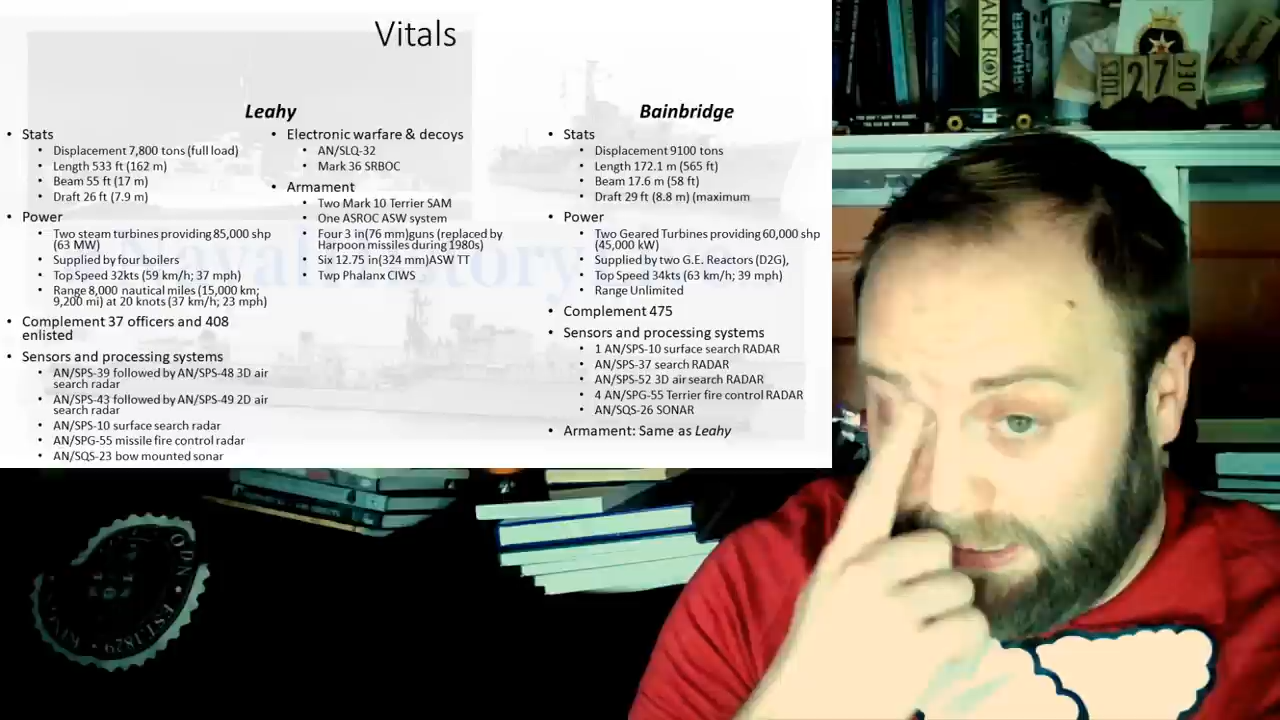 Vitals
Leahy
• Stats
• Displacement 7,800 tons (full load)
• Length 533 ft (162 m)
• Beam 55 ft (17 m)
• Draft 26 ft (7.9 m)
• Power
• Two steam turbines providing 85,000 shp
(63 MW)
• Supplied by four boilers
• Top Speed 32kts (59 km/h; 37 mph)
• Range 8,000 nautical miles (15,000 km;
9,200 mi) at 20 knots (37 km/h; 23 mph)
• Complement 37 officers and 408
enlisted
• Sensors and processing systems
• AN/SPS-39 followed by AN/SPS-48 3D air
search radar
• AN/SPS-43 followed by AN/SPS-49 2D air
search radar
• AN/SPS-10 surface search radar
• AN/SPG-55 missile fire control radar
• AN/SQS-23 bow mounted sonar
• Electronic warfare & decoys
• AN/SLQ-32
• Mark 36 SRBOC
• Armament
• Two Mark 10 Terrier SAM
• One ASROC ASW system
• Four 3 in(76 mm)guns (replaced by
Harpoon missiles during 1980s)
• Six 12.75 in(324 mm)ASW TT
• Twp Phalanx CIWS
Bainbridge
• Stats
• Displacement 9100 tons
• Length 172.1 m (565 ft)
• Beam 17.6 m (58 ft)
• Draft 29 ft (8.8 m) (maximum
• Power
• Two Geared Turbines providing 60,000 shp
(45,000 kW)
• Supplied by two G.E. Reactors (D2G),
• Top Speed 34kts (63 km/h; 39 mph)
• Range Unlimited
• Complement 475
• Sensors and processing systems
• 1 AN/SPS-10 surface search RADAR
• AN/SPS-37 search RADAR
• AN/SPS-52 3D air search RADAR
• 4 AN/SPG-55 Terrier fire control RADAR
• AN/SQS-26 SONAR
• Armament: Same as Leahy
ARK ROYA
ARHAMMER
TUES 27 DEC
EST. 1829